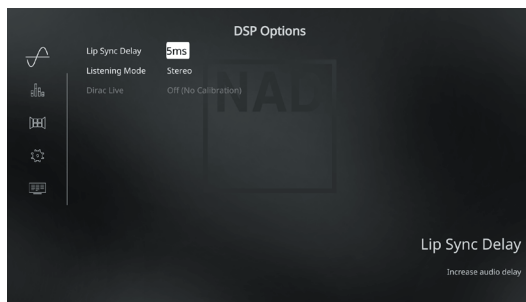 DSP Options
Lip Sync Delay 5ms
Listening Mode Stereo
Dirac Live Off (No Calibration)
NAD
Lip Sync Delay
Increase audio delay